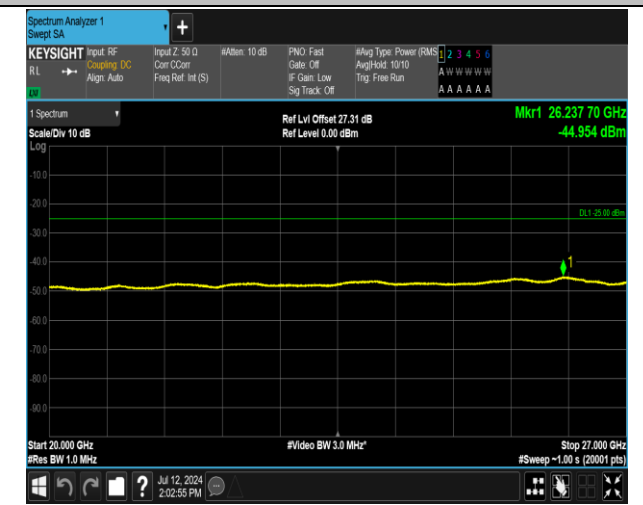 Spectrum Analyzer 1
Swept SA
+
KEYSIGHT Input: RF Input Z: 50 Ω #Atten: 10 dB PNO: Fast #Avg Type: Power (RMS 1 2 3 4 5 6
RL Coupling: DC Corr CCorr Gate: Off Avg|Hold: 10/10 A W W W W W
Align: Auto Freq Ref: Int (S) IF Gain: Low Trig: Free Run
Sig Track: Off A A A A A A
1 Spectrum Ref Lvl Offset 27.31 dB Mkr1 26.237 70 GHz
Scale/Div 10 dB Ref Level 0.00 dBm -44.954 dBm
Log
-10.0
-20.0
DL1 -25.00 dBm
-30.0
-40.0
1
-50.0
-60.0
-70.0
-80.0
-90.0
Start 20.000 GHz #Video BW 3.0 MHz* Stop 27.000 GHz
#Res BW 1.0 MHz #Sweep ~1.00 s (20001 pts)
? Jul 12, 2024
2:02:55 PM